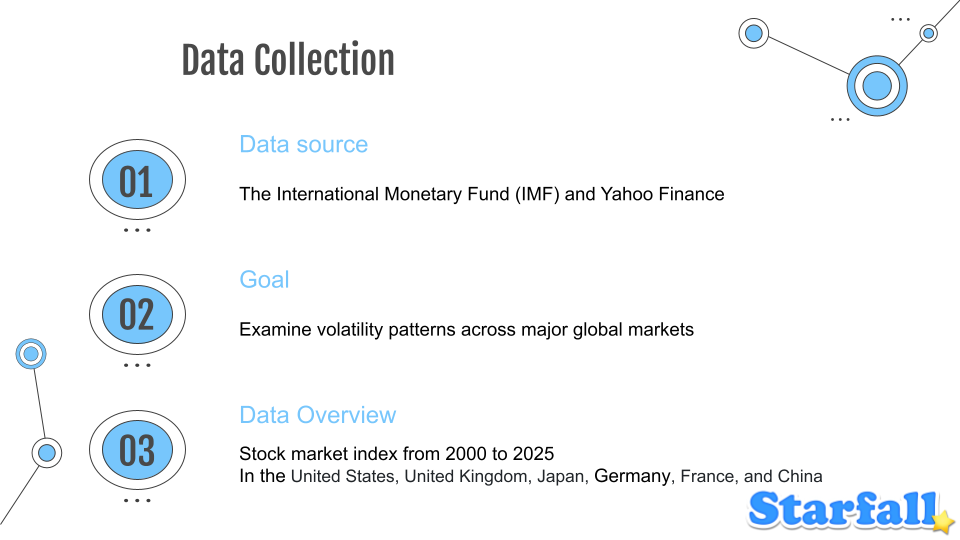 Data Collection
01
Data source
The International Monetary Fund (IMF) and Yahoo Finance
02
Goal
Examine volatility patterns across major global markets
03
Data Overview
Stock market index from 2000 to 2025
In the United States, United Kingdom, Japan, Germany, France, and China
Starfall